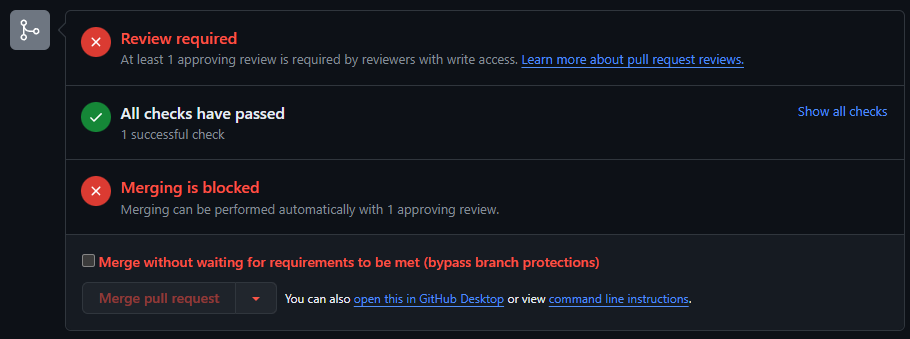 Review required
At least 1 approving review is required by reviewers with write access. Learn more about pull request reviews.
All checks have passed
Show all checks
1 successful check
Merging is blocked
Merging can be performed automatically with 1 approving review.
Merge without waiting for requirements to be met (bypass branch protections)
Merge pull request
You can also open this in GitHub Desktop or view command line instructions.